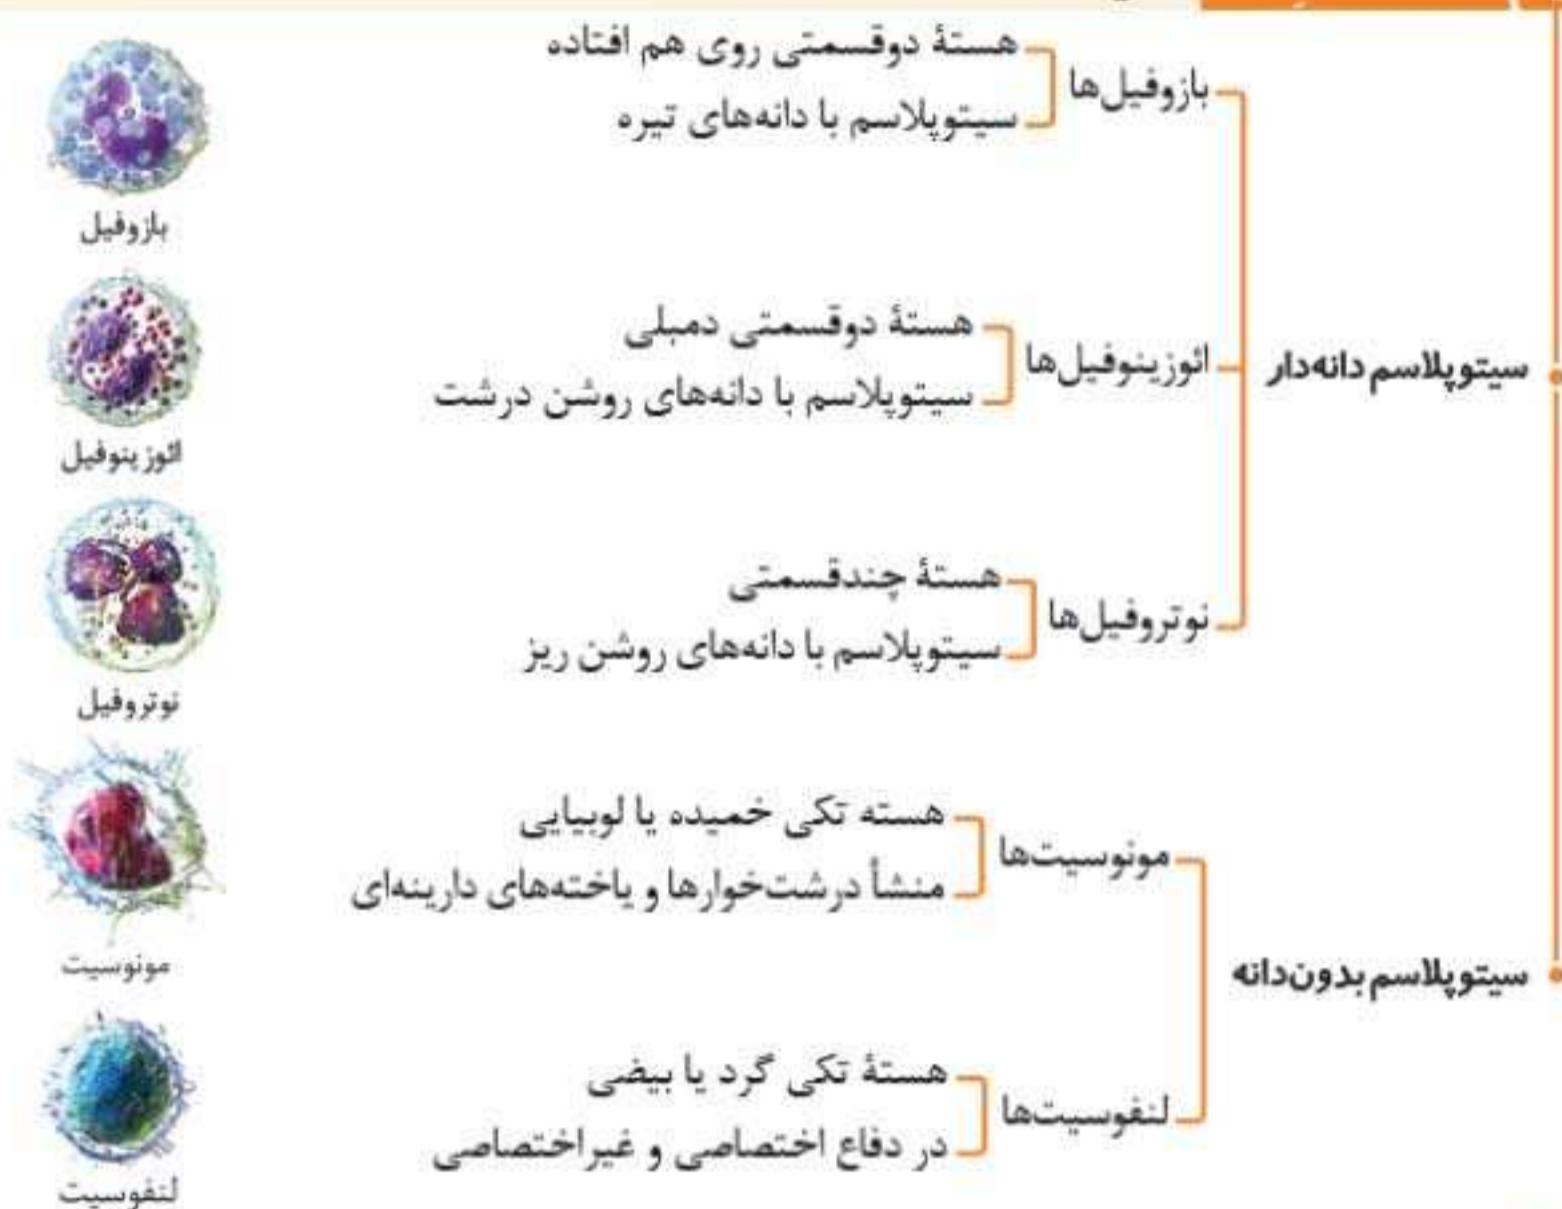 سیتوپلاسم دانه‌دار
بازوفیل‌ها
هستهٔ دوقسمتی روی هم افتاده
سیتوپلاسم با دانه‌های تیره
بازوفیل
ائوزینوفیل‌ها
هستهٔ دوقسمتی دمبلی
سیتوپلاسم با دانه‌های روشن درشت
ائوزینوفیل
نوتروفیل‌ها
هستهٔ چندقسمتی
سیتوپلاسم با دانه‌های روشن ریز
نوتروفیل
سیتوپلاسم بدون‌دانه
مونوسیت‌ها
هسته تکی خمیده یا لوبیایی
منشأ درشت‌خوارها و یاخته‌های دارینه‌ای
مونوسیت
لنفوسیت‌ها
هستهٔ تکی گرد یا بیضی
در دفاع اختصاصی و غیراختصاصی
لنفوسیت